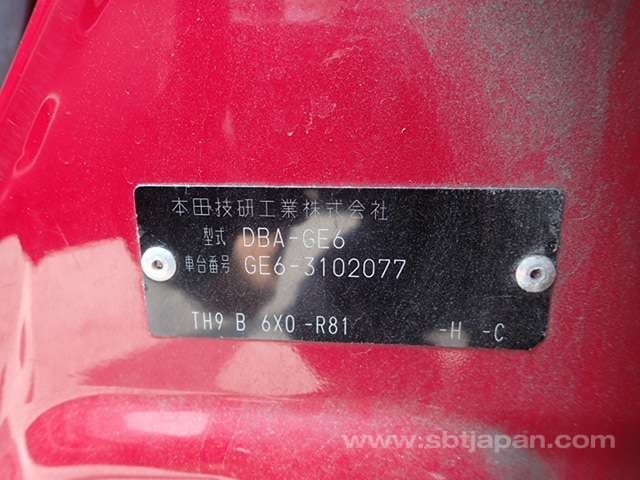 本田技研工業株式会社
型式 DBA-GE6
車台番号 GE6-3102077
TH9 B 6X0 -R81 -H -C
www.sbtjapan.com